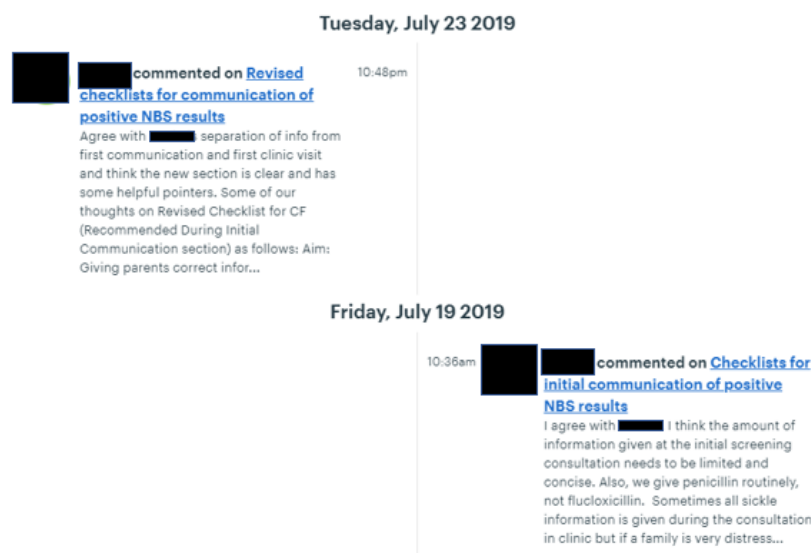 Tuesday, July 23 2019
commented on Revised
10:48pm
checklists for communication of
positive NBS results
Agree with separation of info from
first communication and first clinic visit
and think the new section is clear and has
some helpful pointers. Some of our
thoughts on Revised Checklist for CF
(Recommended During Initial
Communication section) as follows: Aim:
Giving parents correct infor...
Friday, July 19 2019
10:36am
commented on Checklists for
initial communication of positive
NBS results
I agree with I think the amount of
information given at the initial screening
consultation needs to be limited and
concise. Also, we give penicillin routinely,
not flucloxicillin. Sometimes all sickle
information is given during the consultation
in clinic but if a family is very distress...